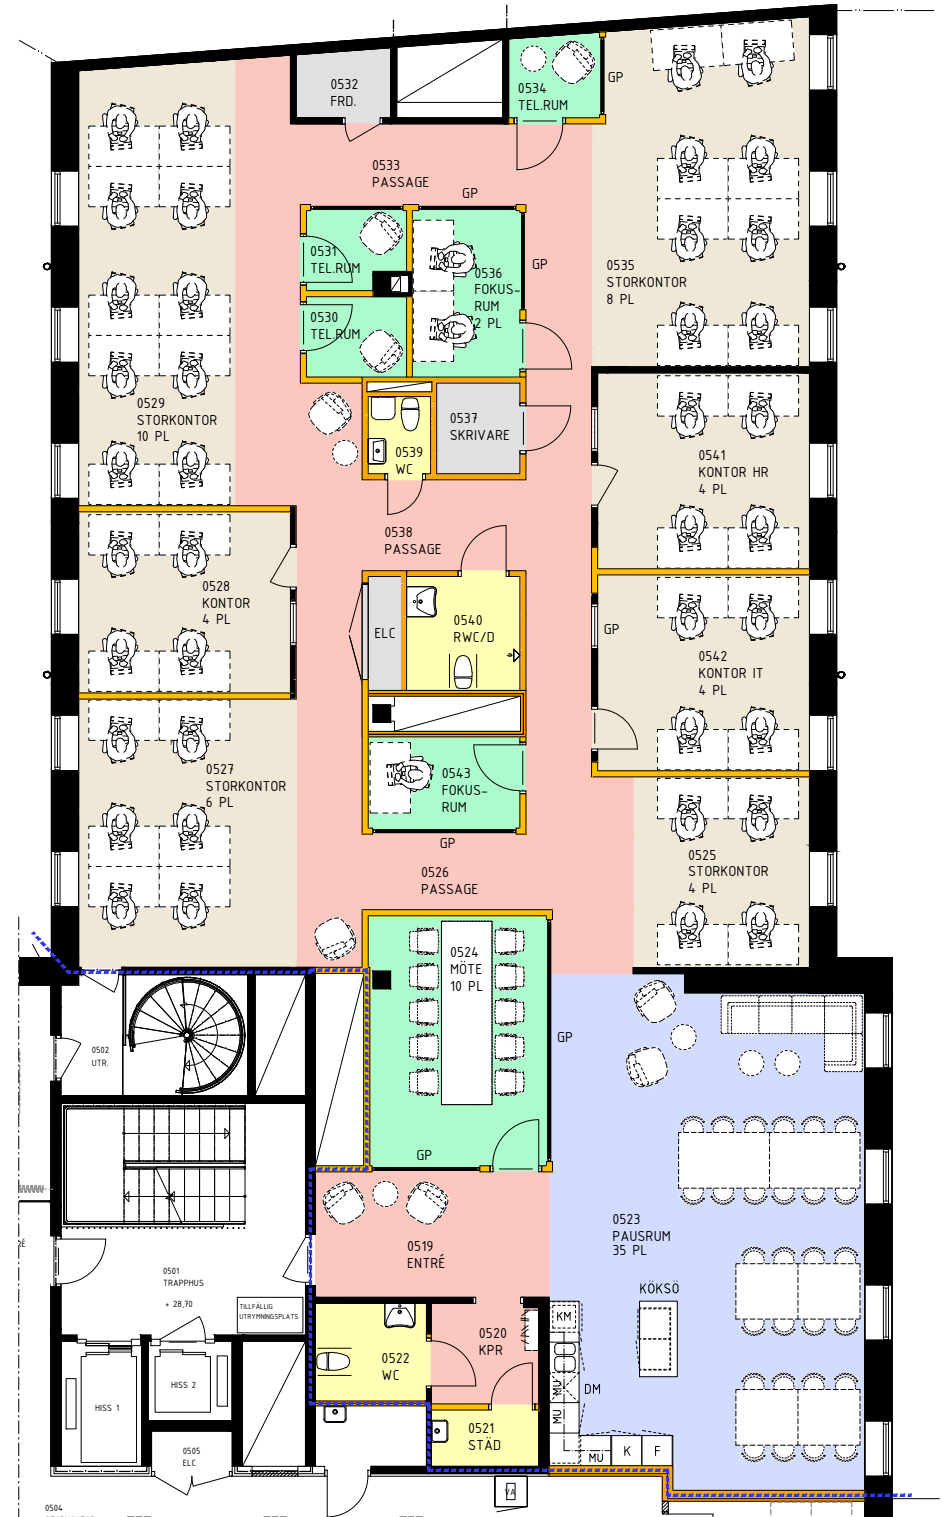 0532
FRD.
0534
TEL.RUM
GP
0533
PASSAGE
GP
0531
TEL.RUM
0536
FOKUS-
RUM
2 PL
GP
0535
STORKONTOR
8 PL
0530
TEL.RUM
0529
STORKONTOR
10 PL
0537
SKRIVARE
0539
WC
0541
KONTOR HR
4 PL
0538
PASSAGE
0528
KONTOR
4 PL
ELC
0540
RWC/D
GP
0542
KONTOR IT
4 PL
0527
STORKONTOR
6 PL
0543
FOKUS-
RUM
GP
0526
PASSAGE
0525
STORKONTOR
4 PL
0524
MÖTE
10 PL
GP
0502
UTR.
GP
0523
PAUSRUM
35 PL
0519
ENTRÉ
0501
TRAPPHUS
+ 28,70
TILLFÄLLIG
UTRYMNINGSPLATS
KÖKSÖ
KM
0520
KPR
0522
WC
DM
MU
MU
HISS 1
HISS 2
0521
STÄD
MU
K
F
0505
ELC
VA
0504